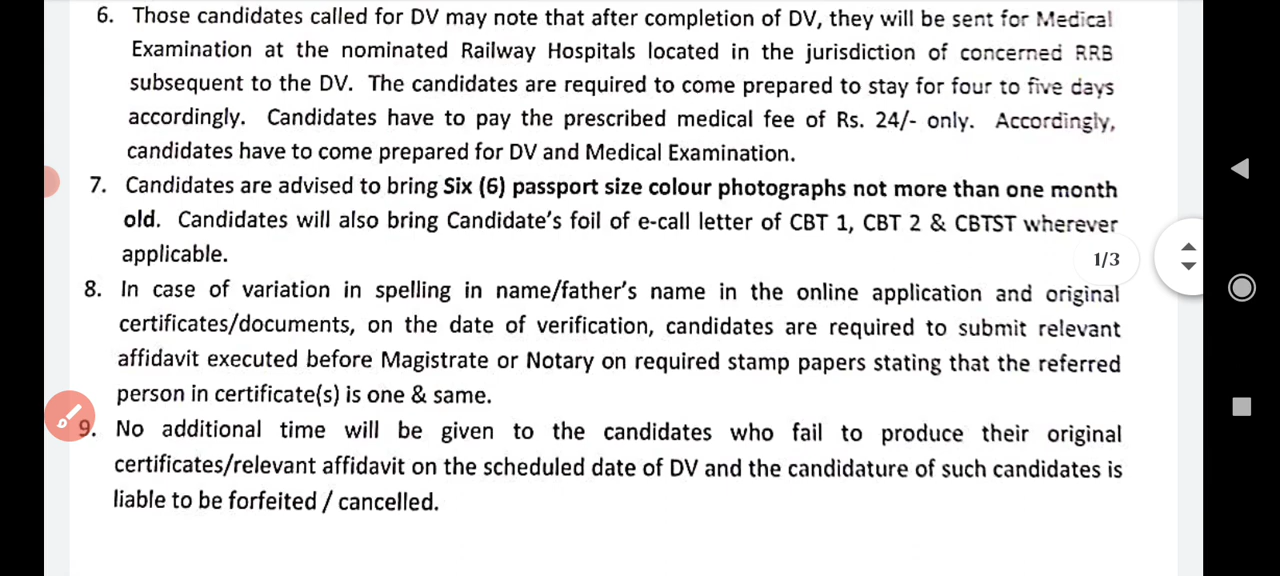 6. Those candidates called for DV may note that after completion of DV, they will be sent for Medical
Examination at the nominated Railway Hospitals located in the jurisdiction of concerned RRB
subsequent to the DV. The candidates are required to come prepared to stay for four to five days
accordingly. Candidates have to pay the prescribed medical fee of Rs. 24/- only. Accordingly,
candidates have to come prepared for DV and Medical Examination.
7. Candidates are advised to bring Six (6) passport size colour photographs not more than one month
old. Candidates will also bring Candidate's foil of e-call letter of CBT 1, CBT 2 & CBTST wherever
applicable.
1/3
8. In case of variation in spelling in name/father's name in the online application and original
certificates/documents, on the date of verification, candidates are required to submit relevant
affidavit executed before Magistrate or Notary on required stamp papers stating that the referred
person in certificate(s) is one & same.
9. No additional time will be given to the candidates who fail to produce their original
certificates/relevant affidavit on the scheduled date of DV and the candidature of such candidates is
liable to be forfeited / cancelled.